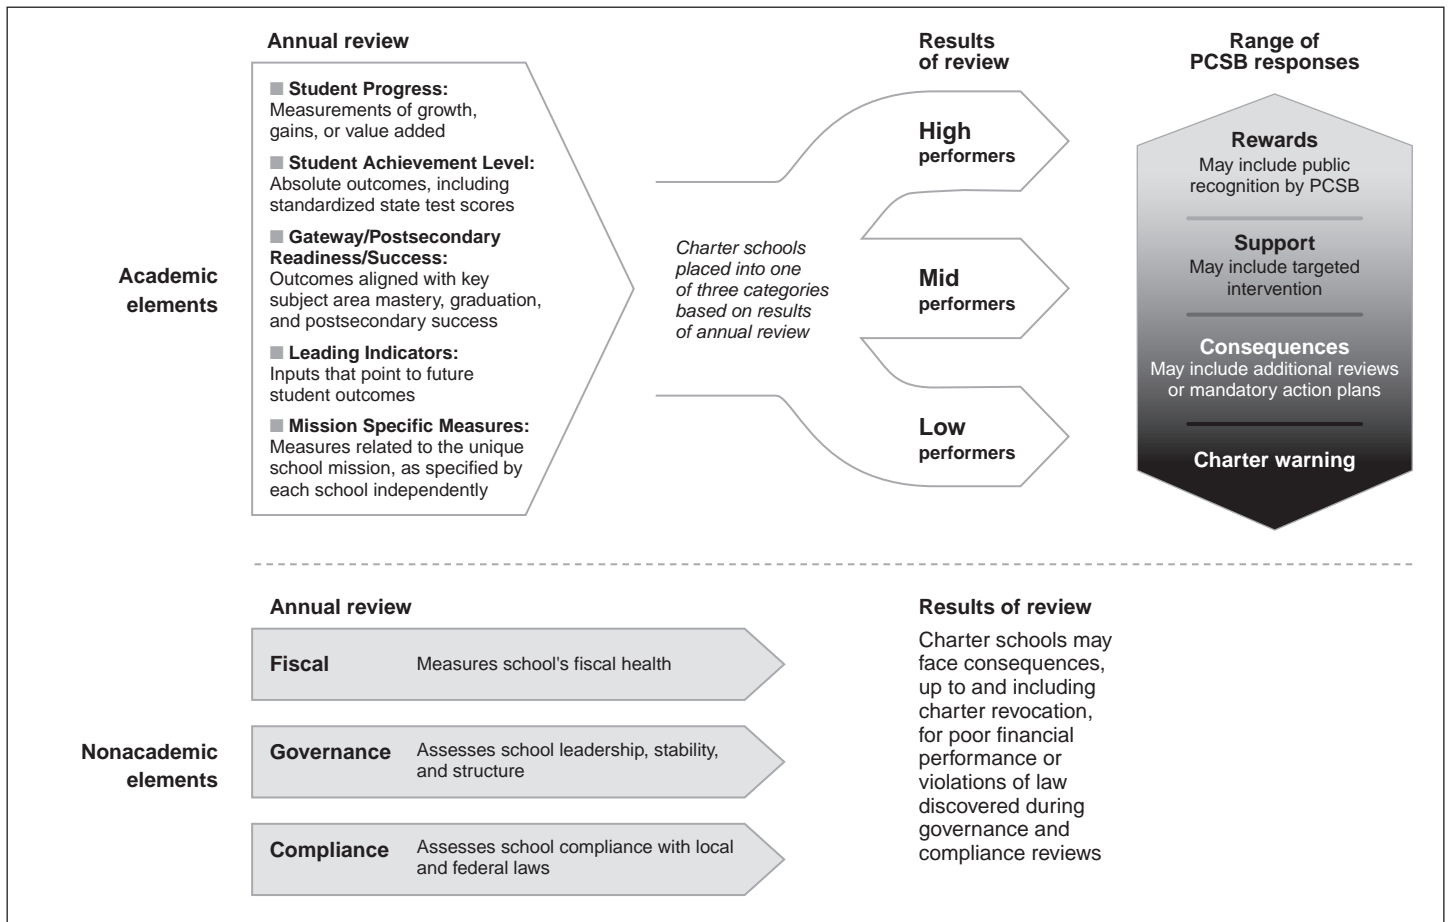 Annual review
■ Student Progress:
Measurements of growth,
gains, or value added
■ Student Achievement Level:
Absolute outcomes, including
standardized state test scores
■ Gateway/Postsecondary
Readiness/Success:
Outcomes aligned with key
subject area mastery, graduation,
and postsecondary success
■ Leading Indicators:
Inputs that point to future
student outcomes
■ Mission Specific Measures:
Measures related to the unique
school mission, as specified by
each school independently
Academic
elements
Charter schools
placed into one
of three categories
based on results
of annual review
Results
of review
High
performers
Mid
performers
Low
performers
Range of
PCSB responses
Rewards
May include public
recognition by PCSB
Support
May include targeted
intervention
Consequences
May include additional reviews
or mandatory action plans
Charter warning
Nonacademic
elements
Annual review
Fiscal
Measures school's fiscal health
Governance
Assesses school leadership, stability,
and structure
Compliance
Assesses school compliance with local
and federal laws
Results of review
Charter schools may
face consequences,
up to and including
charter revocation,
for poor financial
performance or
violations of law
discovered during
governance and
compliance reviews